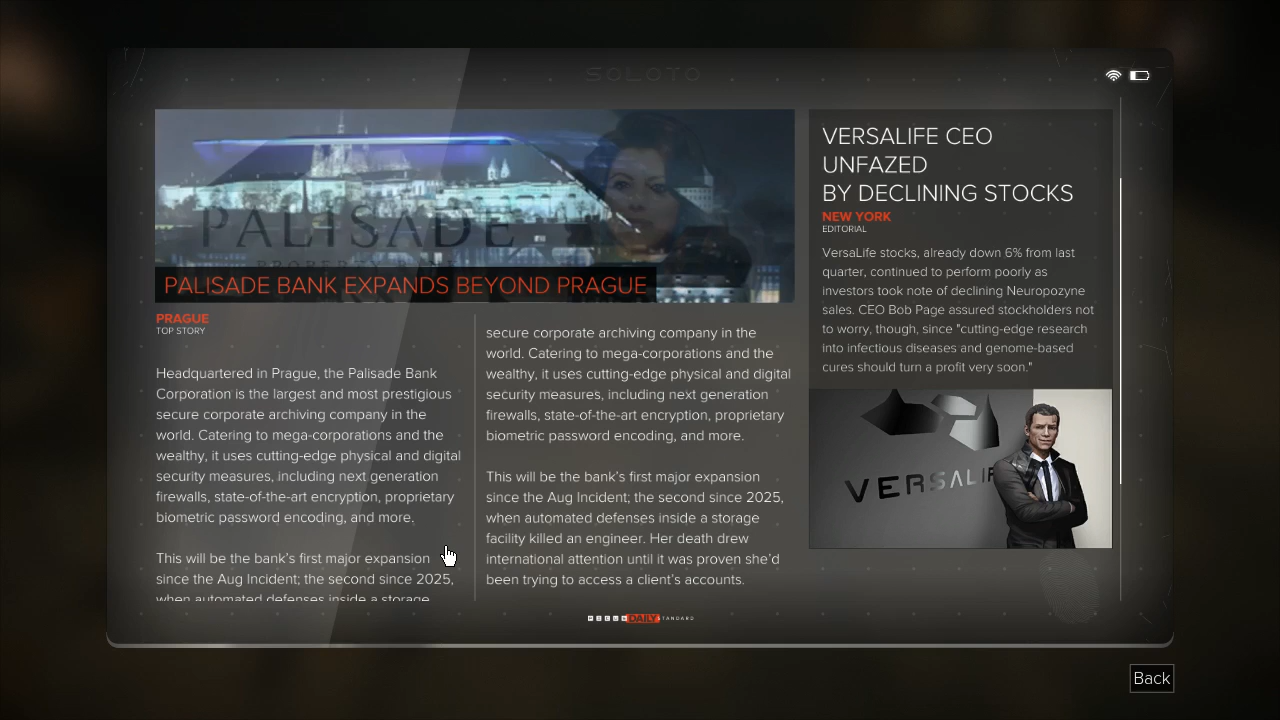 SOLOTO
PALISADE
PROPERTY BANK
PALISADE BANK EXPANDS BEYOND PRAGUE
PRAGUE
TOP STORY
Headquartered in Prague, the Palisade Bank
Corporation is the largest and most prestigious
secure corporate archiving company in the
world. Catering to mega-corporations and the
wealthy, it uses cutting-edge physical and digital
security measures, including next generation
firewalls, state-of-the-art encryption, proprietary
biometric password encoding, and more.
This will be the bank's first major expansion
since the Aug Incident; the second since 2025,
when automated defenses inside a storage
secure corporate archiving company in the
world. Catering to mega-corporations and the
wealthy, it uses cutting-edge physical and digital
security measures, including next generation
firewalls, state-of-the-art encryption, proprietary
biometric password encoding, and more.
This will be the bank's first major expansion
since the Aug Incident; the second since 2025,
when automated defenses inside a storage
facility killed an engineer. Her death drew
international attention until it was proven she'd
been trying to access a client's accounts.
VERSALIFE CEO
UNFAZED
BY DECLINING STOCKS
NEW YORK
EDITORIAL
VersaLife stocks, already down 6% from last
quarter, continued to perform poorly as
investors took note of declining Neuropozyne
sales. CEO Bob Page assured stockholders not
to worry, though, since "cutting-edge research
into infectious diseases and genome-based
cures should turn a profit very soon."
VERSALIF
PICUS DAILY STANDARD
Back